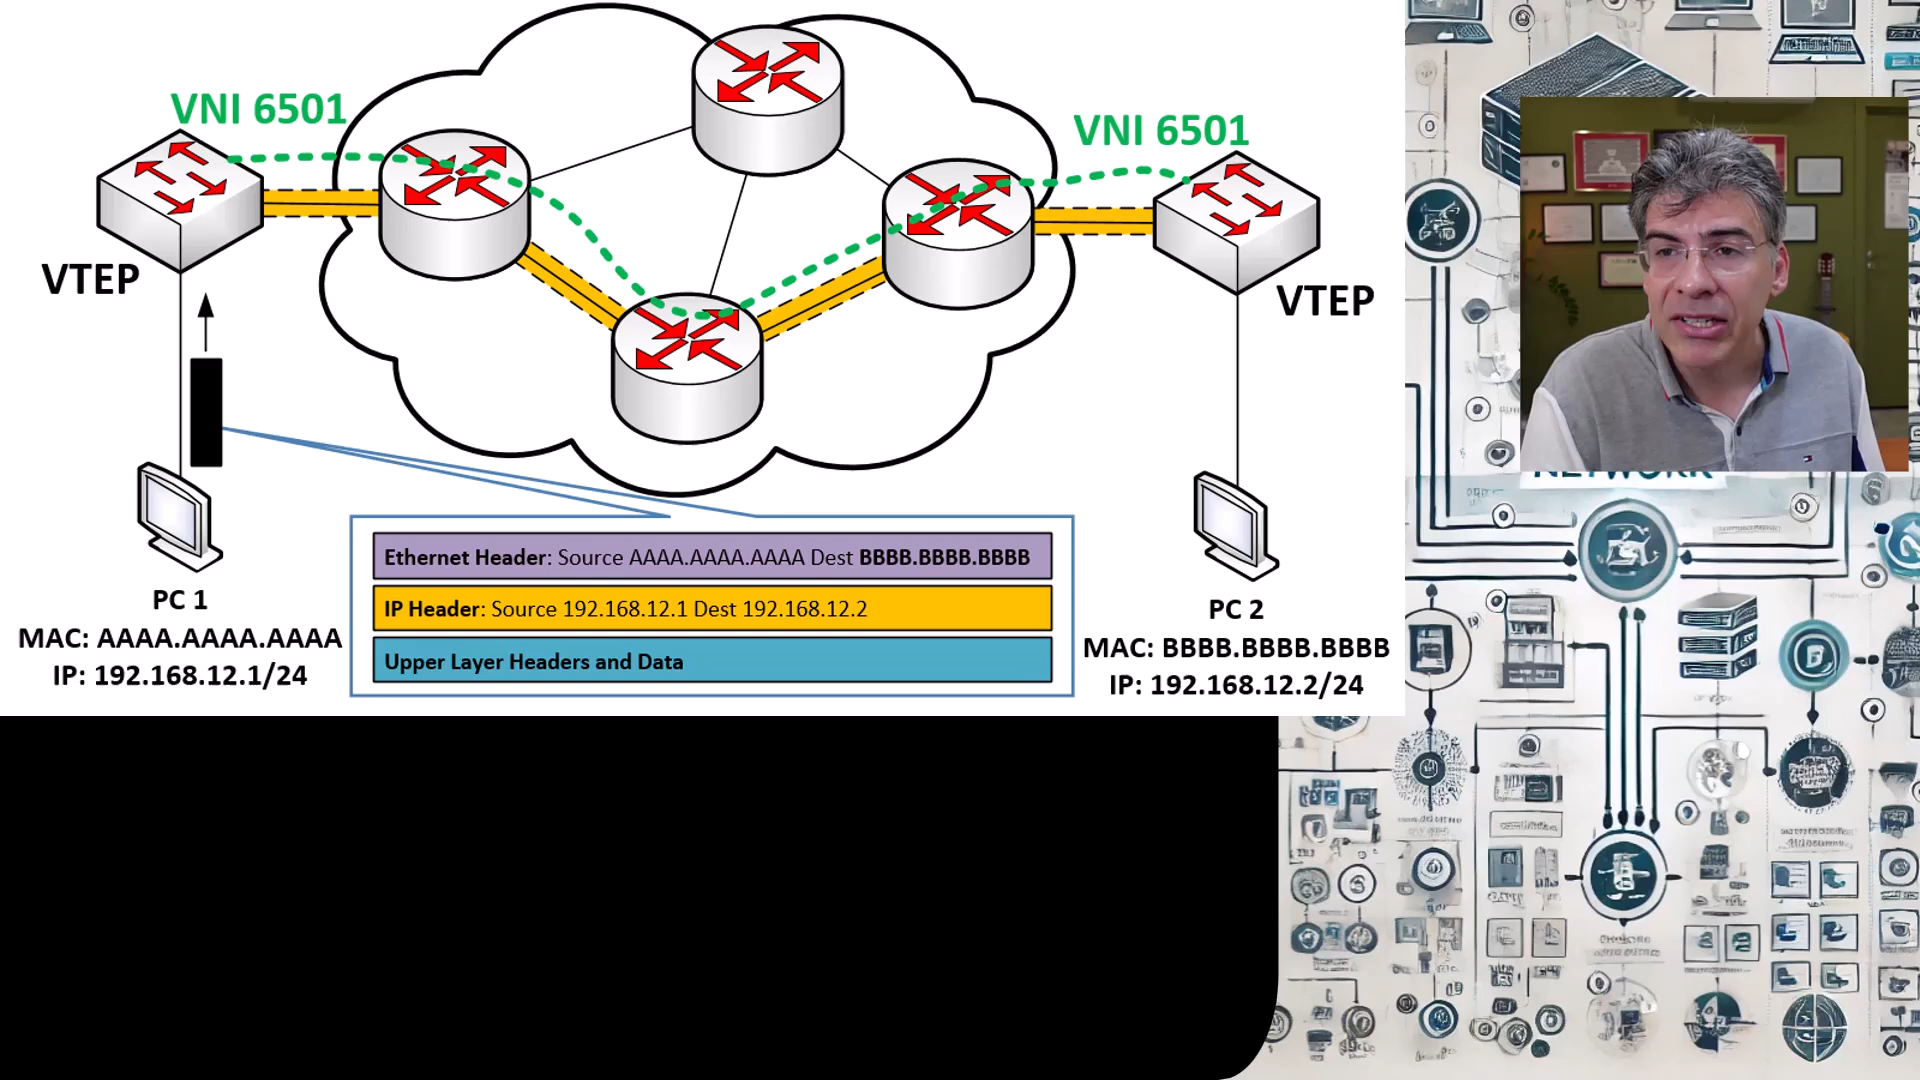 VNI 6501
VNI 6501
VTEP
VTEP
Ethernet Header: Source AAAA.AAAA.AAAA Dest BBBB.BBBB.BBBB
IP Header: Source 192.168.12.1 Dest 192.168.12.2
Upper Layer Headers and Data
PC 1
MAC: AAAA.AAAA.AAAA
IP: 192.168.12.1/24
PC 2
MAC: BBBB.BBBB.BBBB
IP: 192.168.12.2/24
NETWORK